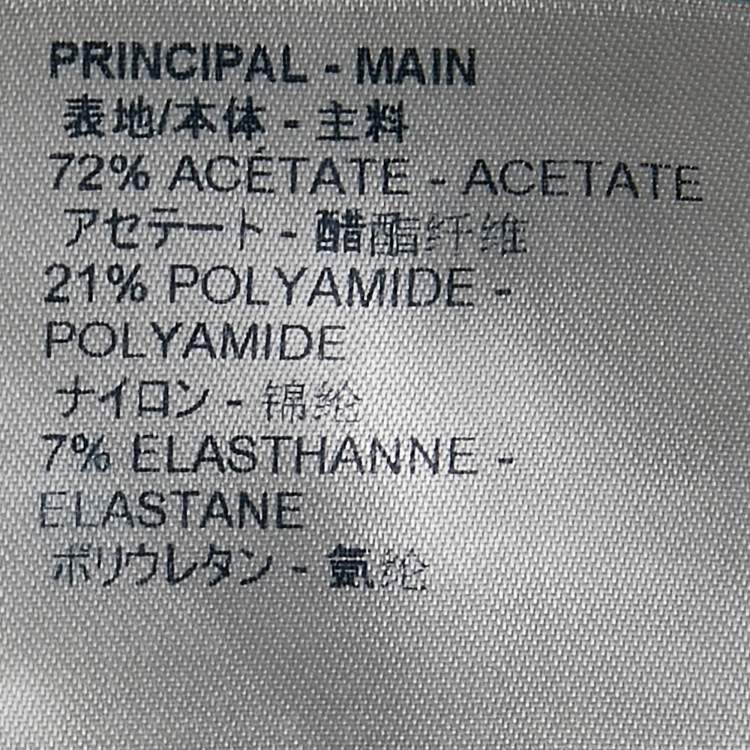 PRINCIPAL - MAIN
表地/本体 - 主料
72% ACÉTATE - ACETATE
アセテート - 醋酯纤维
21% POLYAMIDE -
POLYAMIDE
ナイロン - 锦纶
7% ELASTHANNE -
ELASTANE
ポリウレタン - 氨纶